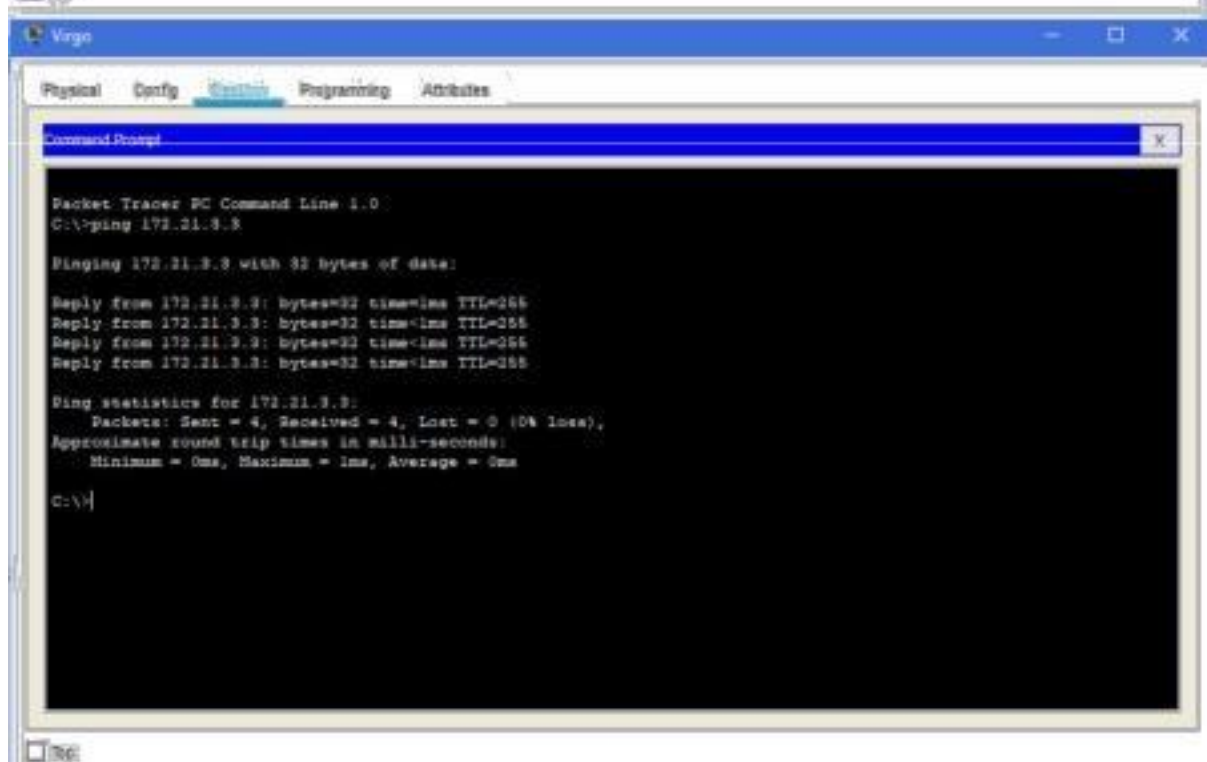 Virgo
Physical Config Desktop Programming Attributes
Command Prompt
X
Packet Tracer PC Command Line 1.0
C:\>ping 172.21.3.3
Pinging 172.21.3.3 with 32 bytes of data:
Reply from 172.21.3.3: bytes=32 time=1ms TTL=255
Reply from 172.21.3.3: bytes=32 time<1ms TTL=255
Reply from 172.21.3.3: bytes=32 time<1ms TTL=255
Reply from 172.21.3.3: bytes=32 time<1ms TTL=255
Ping statistics for 172.21.3.3:
Packets: Sent = 4, Received = 4, Lost = 0 (0% loss),
Approximate round trip times in milli-seconds:
Minimum = 0ms, Maximum = 1ms, Average = 0ms
C:\>
Top